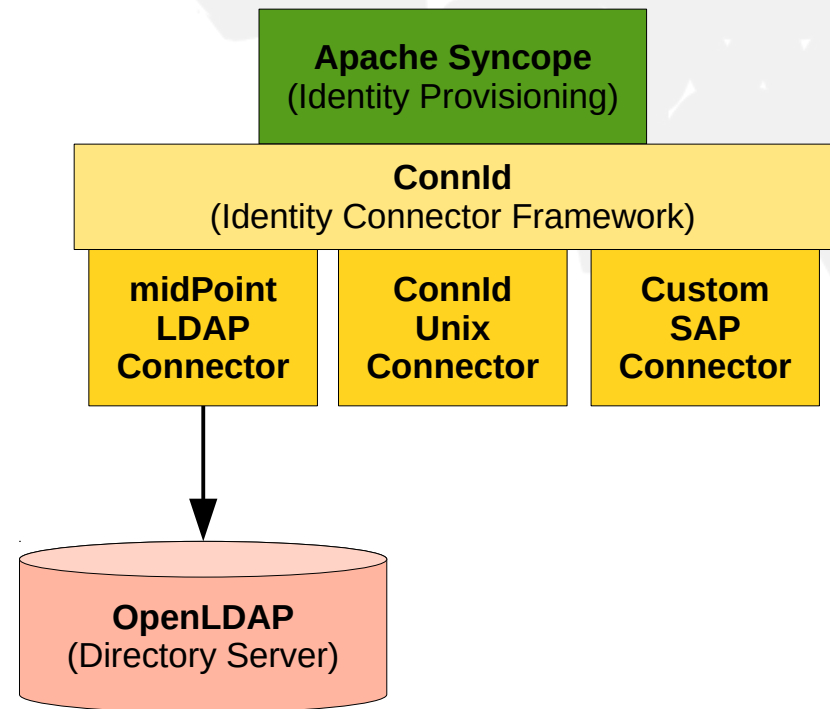 Apache Syncope
(Identity Provisioning)
ConnId
(Identity Connector Framework)
midPoint
LDAP
Connector
ConnId
Unix
Connector
Custom
SAP
Connector
OpenLDAP
(Directory Server)